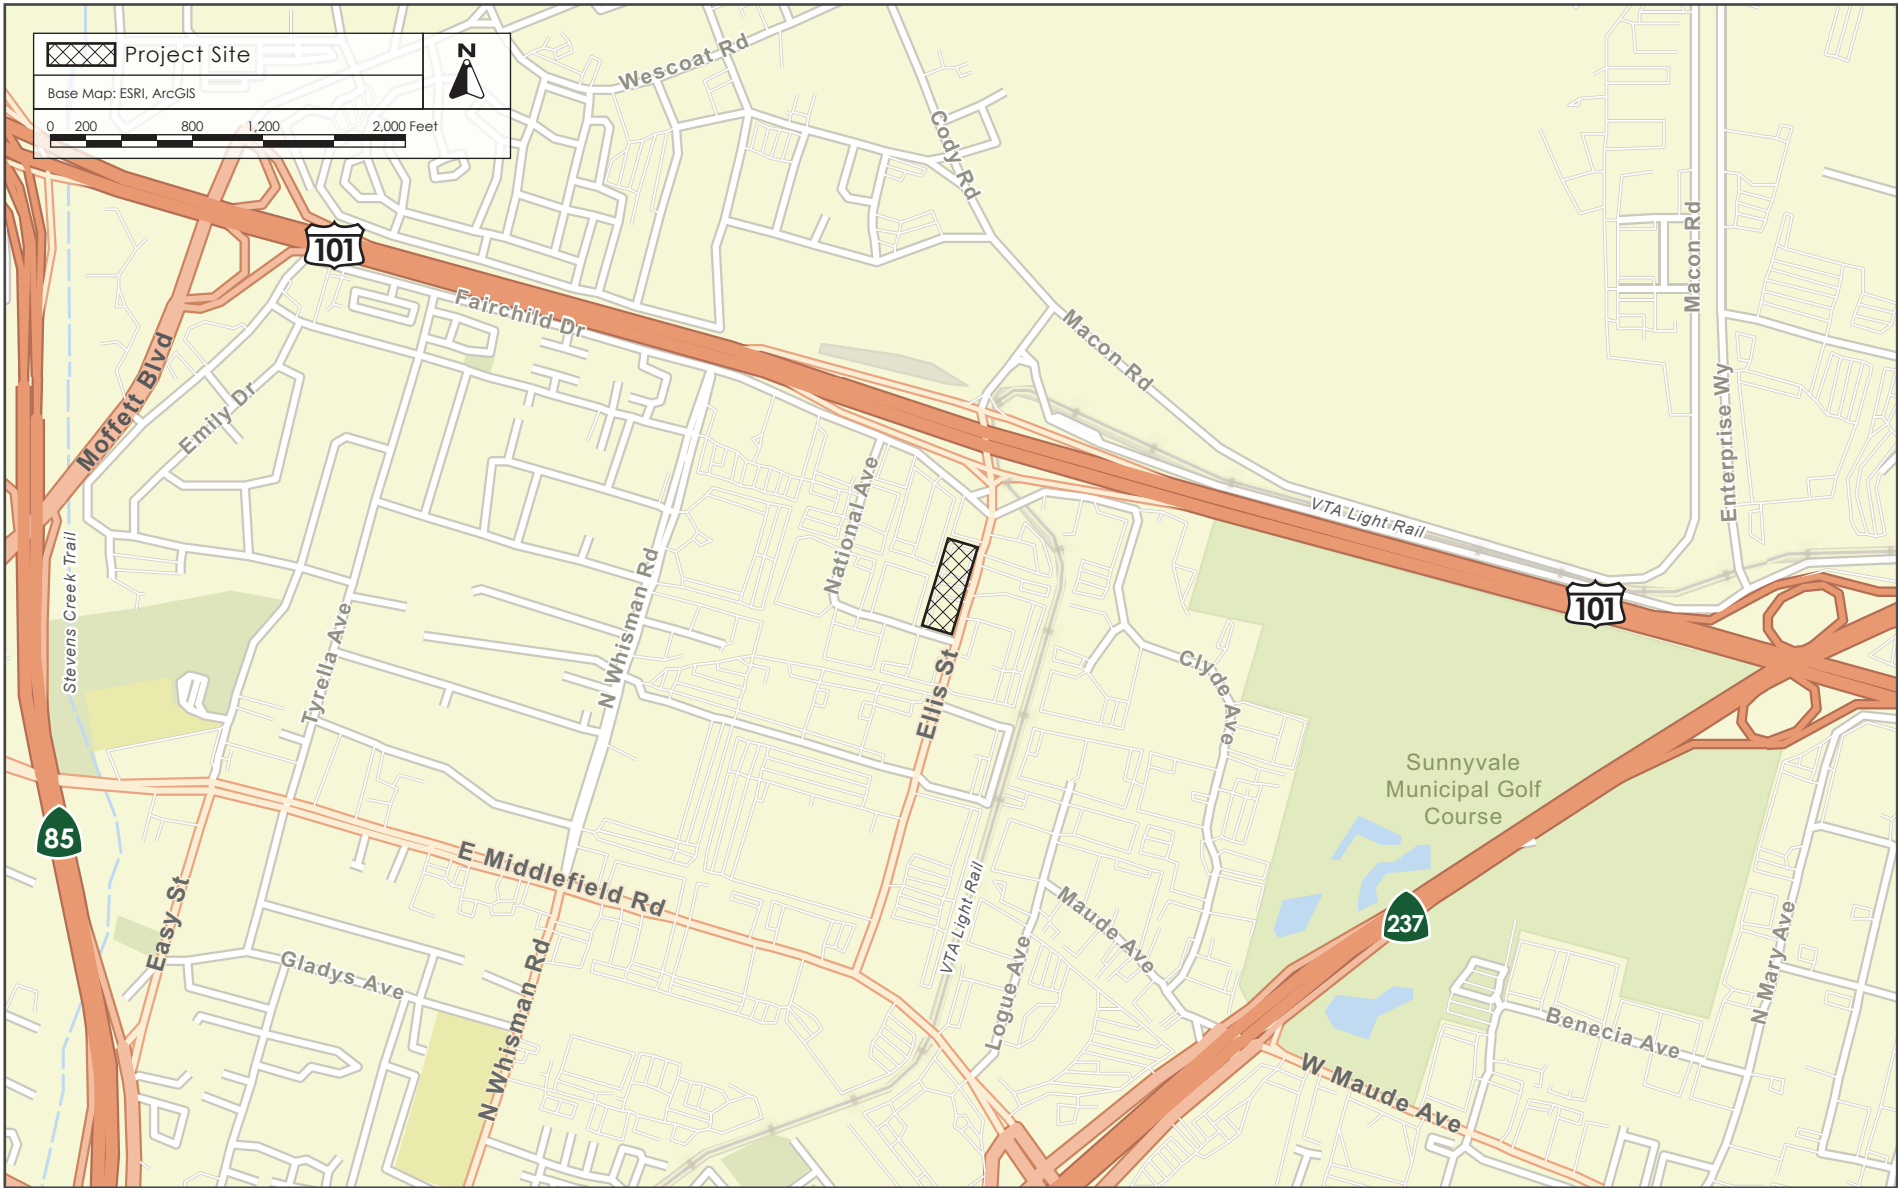 Project Site
N
Base Map: ESRI, ArcGIS
0 200 800 1,200 2,000 Feet
Wescoat Rd
Cody Rd
Macon Rd
101
Fairchild Dr
Macon Rd
Moffett Blvd
Emily Dr
Enterprise Wy
National Ave
VTA Light Rail
Stevens Creek Trail
N Whisman Rd
101
Tyrella Ave
Ellis St
Clyde Ave
Sunnyvale
Municipal Golf
Course
85
E Middlefield Rd
Easy St
VTA Light Rail
Maude Ave
237
Gladys Ave
N Whisman Rd
Logue Ave
N Mary Ave
Benecia Ave
W Maude Ave